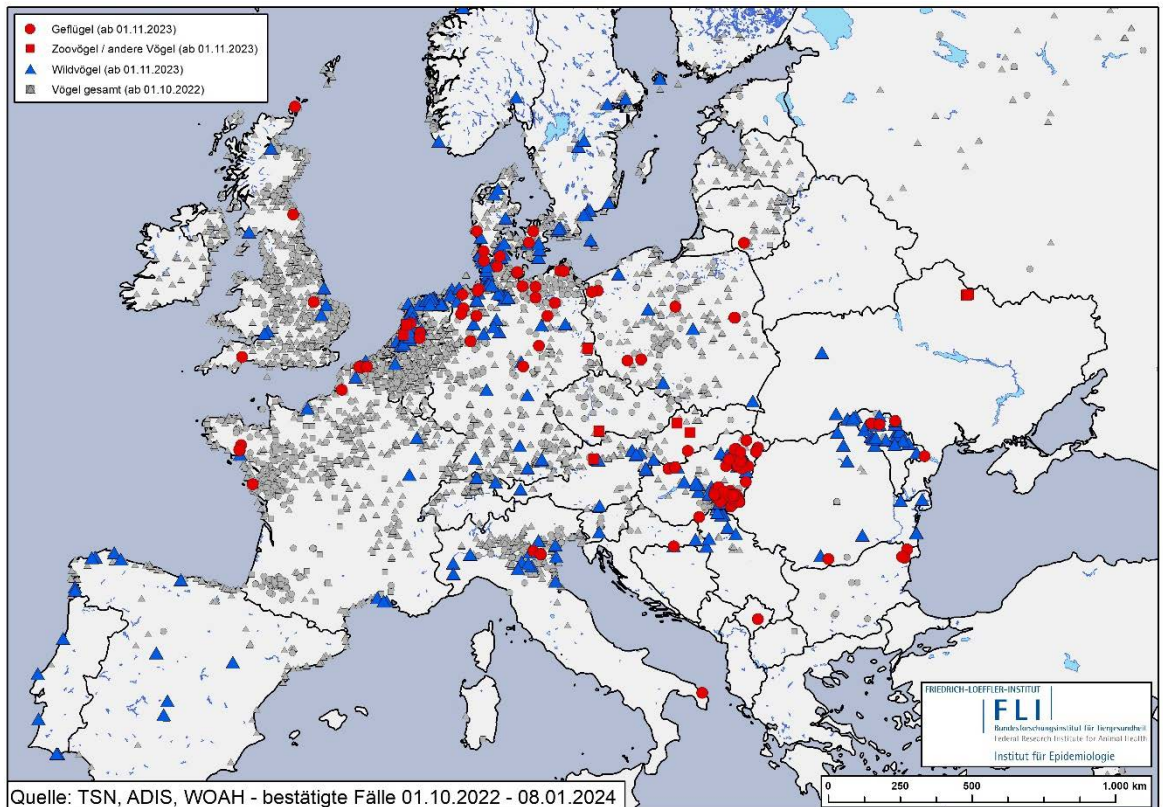 Geflügel (ab 01.11.2023)
Zoovögel / andere Vögel (ab 01.11.2023)
Wildvögel (ab 01.11.2023)
Vögel gesamt (ab 01.10.2022)
FRIEDRICH-LOEFFLER-INSTITUT
FLI
Bundesforschungsinstitut für Tiergesundheit
Federal Research Institute for Animal Health
Institut für Epidemiologie
Quelle: TSN, ADIS, WOAH - bestätigte Fälle 01.10.2022 - 08.01.2024
0 250 500 1.000 km